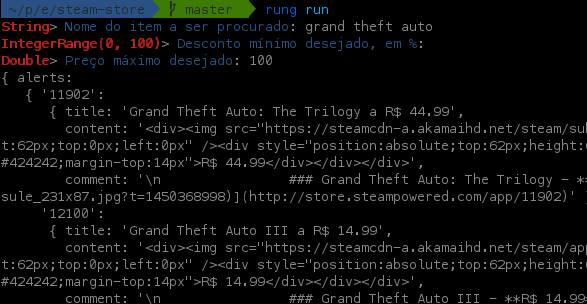 ~/p/e/steam-store master rung run
String> Nome do item a ser procurado: grand theft auto
IntegerRange(0, 100)> Desconto mínimo desejado, em %:
Double> Preço máximo desejado: 100
{ alerts:
{ '11902':
{ title: 'Grand Theft Auto: The Trilogy a R$ 44.99',
content: '<div><img src="https://steamcdn-a.akamaihd.net/steam/sub
t:62px;top:0px;left:0px" /><div style="position:absolute;top:62px;height:
#424242;margin-top:14px">R$ 44.99</div></div></div>',
comment: '\n ### Grand Theft Auto: The Trilogy – **
sule_231x87.jpg?t=1450368998)](http://store.steampowered.com/app/11902)' }
'12100':
{ title: 'Grand Theft Auto III a R$ 14.99',
content: '<div><img src="https://steamcdn-a.akamaihd.net/steam/app
t:62px;top:0px;left:0px" /><div style="position:absolute;top:62px;height:
#424242;margin-top:14px">R$ 14.99</div></div></div>',
comment: '\n ### Grand Theft Auto III – **R$ 14.99